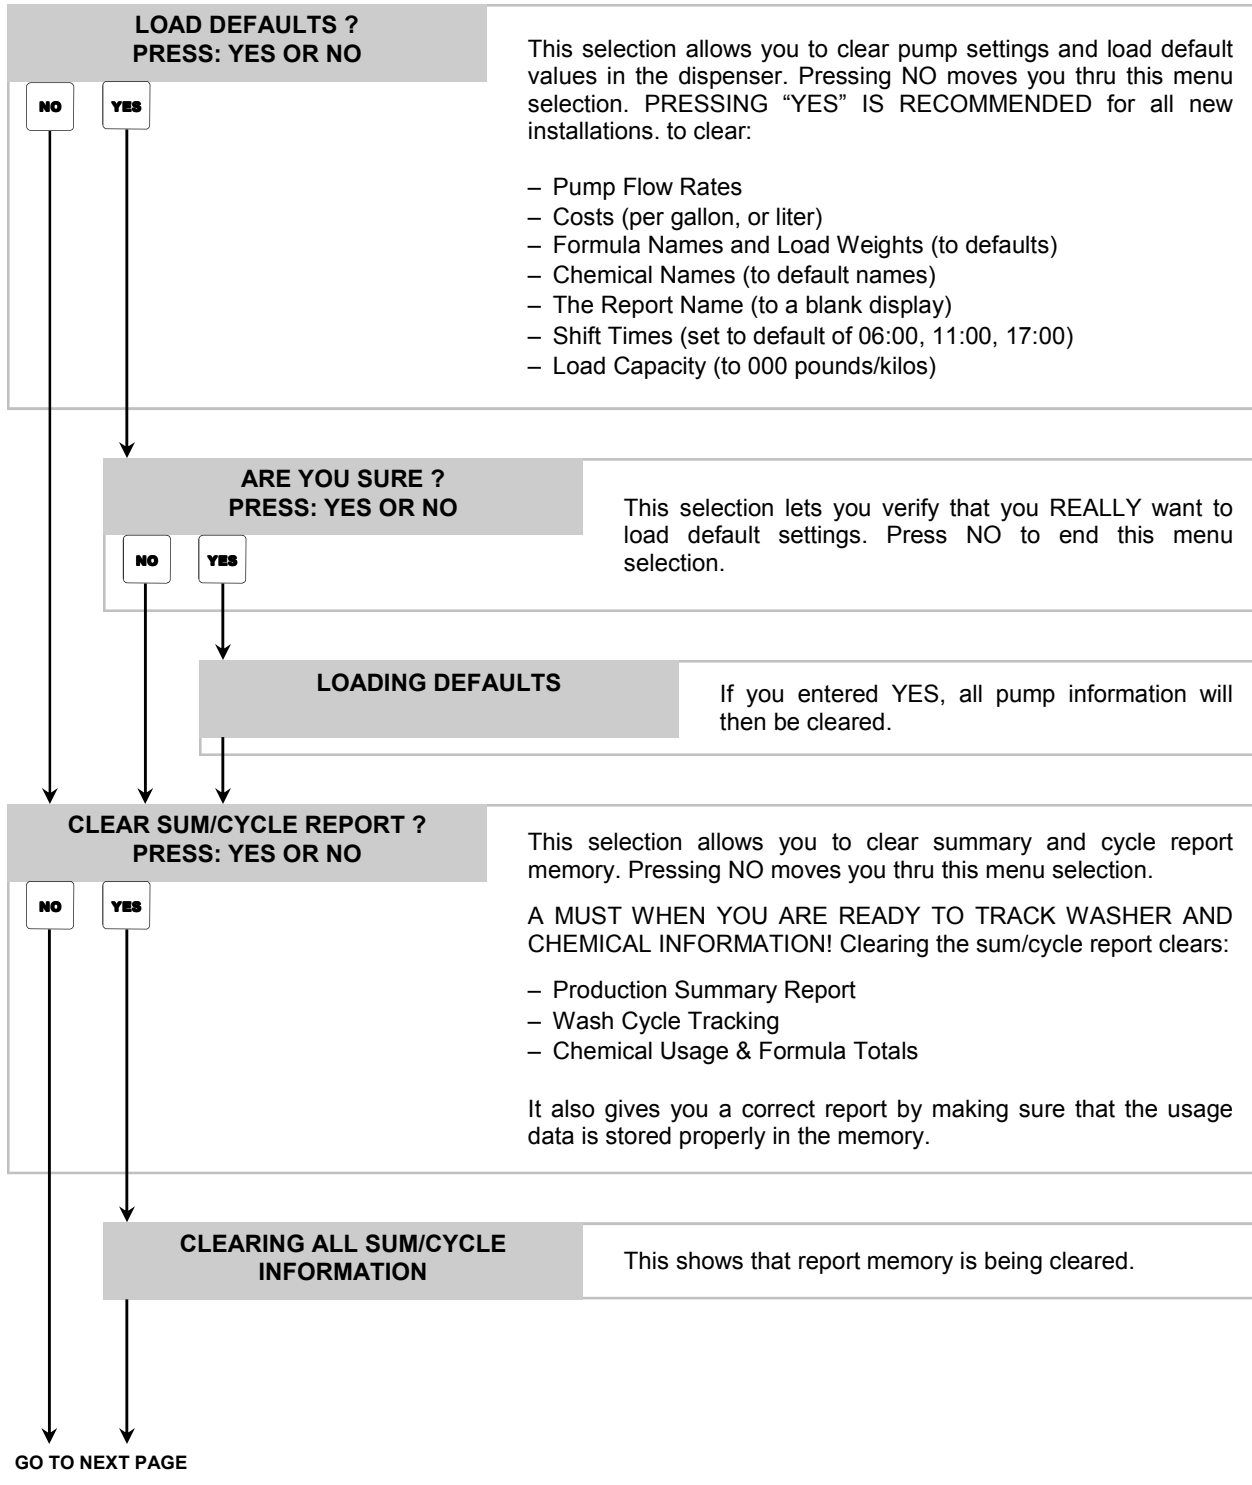 LOAD DEFAULTS ?
PRESS: YES OR NO
NO
YES
This selection allows you to clear pump settings and load default
values in the dispenser. Pressing NO moves you thru this menu
selection. PRESSING “YES” IS RECOMMENDED for all new
installations. to clear:
– Pump Flow Rates
– Costs (per gallon, or liter)
– Formula Names and Load Weights (to defaults)
– Chemical Names (to default names)
– The Report Name (to a blank display)
– Shift Times (set to default of 06:00, 11:00, 17:00)
– Load Capacity (to 000 pounds/kilos)
ARE YOU SURE ?
PRESS: YES OR NO
NO
YES
This selection lets you verify that you REALLY want to
load default settings. Press NO to end this menu
selection.
LOADING DEFAULTS
If you entered YES, all pump information will
then be cleared.
CLEAR SUM/CYCLE REPORT ?
PRESS: YES OR NO
NO
YES
This selection allows you to clear summary and cycle report
memory. Pressing NO moves you thru this menu selection.
A MUST WHEN YOU ARE READY TO TRACK WASHER AND
CHEMICAL INFORMATION! Clearing the sum/cycle report clears:
– Production Summary Report
– Wash Cycle Tracking
– Chemical Usage & Formula Totals
It also gives you a correct report by making sure that the usage
data is stored properly in the memory.
CLEARING ALL SUM/CYCLE
INFORMATION
This shows that report memory is being cleared.
GO TO NEXT PAGE